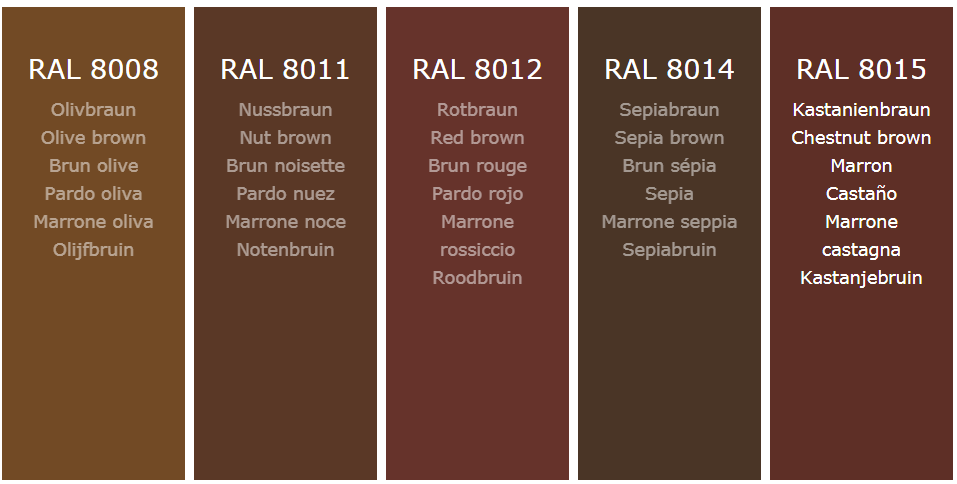 RAL 8008
Olivbraun
Olive brown
Brun olive
Pardo oliva
Marrone oliva
Olijfbruin
RAL 8011
Nussbraun
Nut brown
Brun noisette
Pardo nuez
Marrone noce
Notenbruin
RAL 8012
Rotbraun
Red brown
Brun rouge
Pardo rojo
Marrone
rossiccio
Roodbruin
RAL 8014
Sepiabraun
Sepia brown
Brun sépia
Sepia
Marrone seppia
Sepiabruin
RAL 8015
Kastanienbraun
Chestnut brown
Marron
Castaño
Marrone
castagna
Kastanjebruin